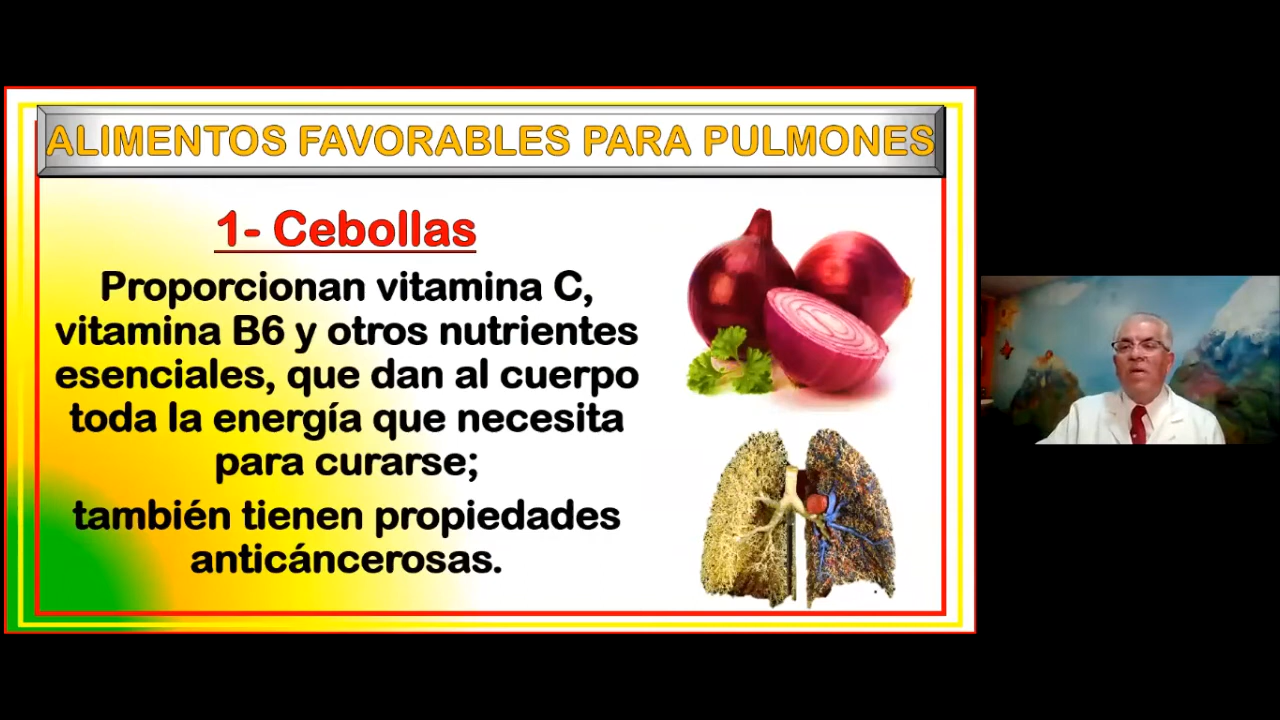 ALIMENTOS FAVORABLES PARA PULMONES
1- Cebollas
Proporcionan vitamina C,
vitamina B6 y otros nutrientes
esenciales, que dan al cuerpo
toda la energía que necesita
para curarse;
también tienen propiedades
anticáncerosas.